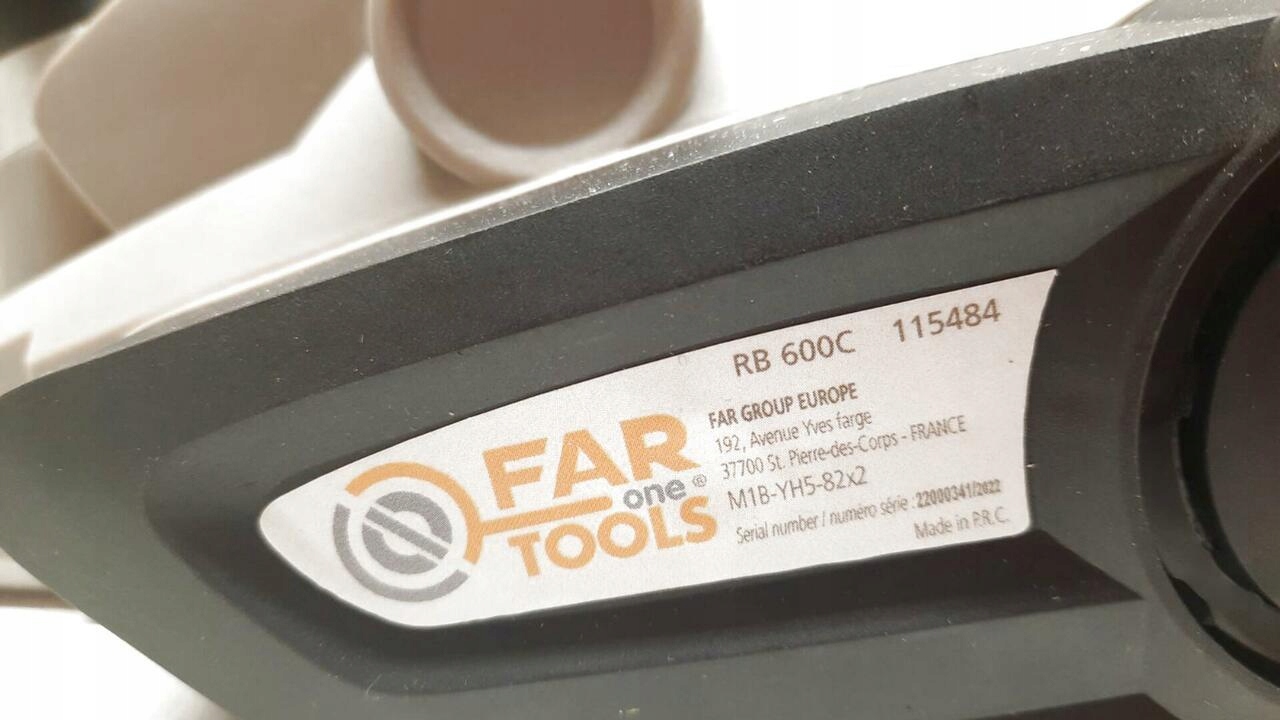 RB 600C 115484
FAR GROUP EUROPE
192, Avenue Yves farge
37700 St. Pierre-des-Corps - FRANCE
M1B-YH5-82x2
Serial number / numéro série : 22000341/2022
Made in P.R.C.
FAR
one ®
TOOLS